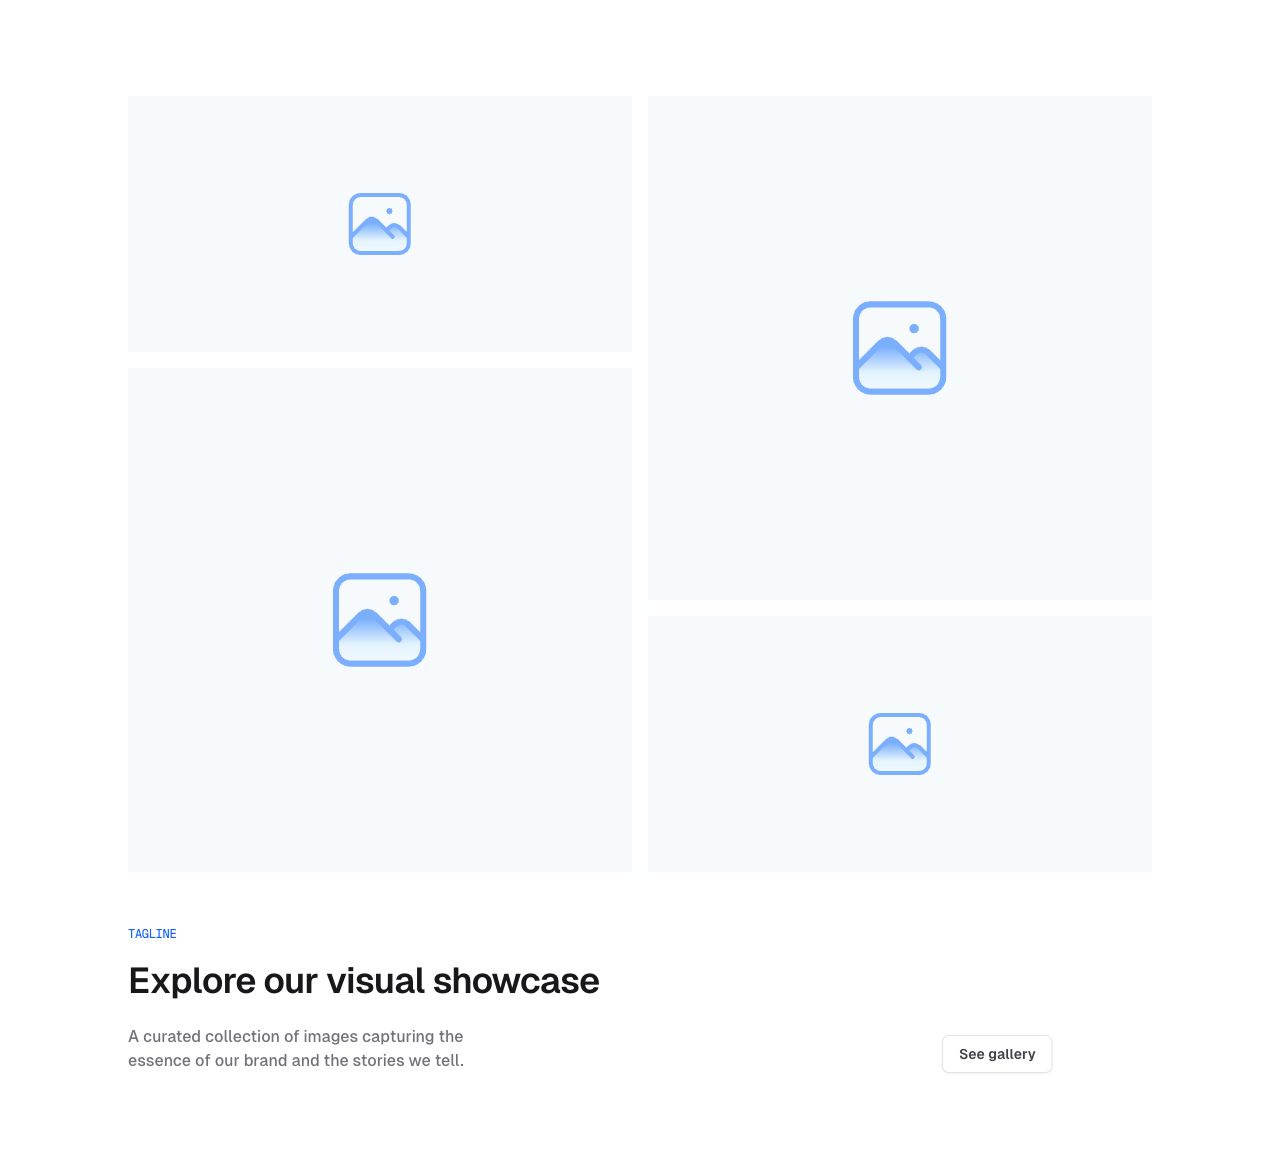 TAGLINE
Explore our visual showcase
A curated collection of images capturing the
essence of our brand and the stories we tell.
See gallery